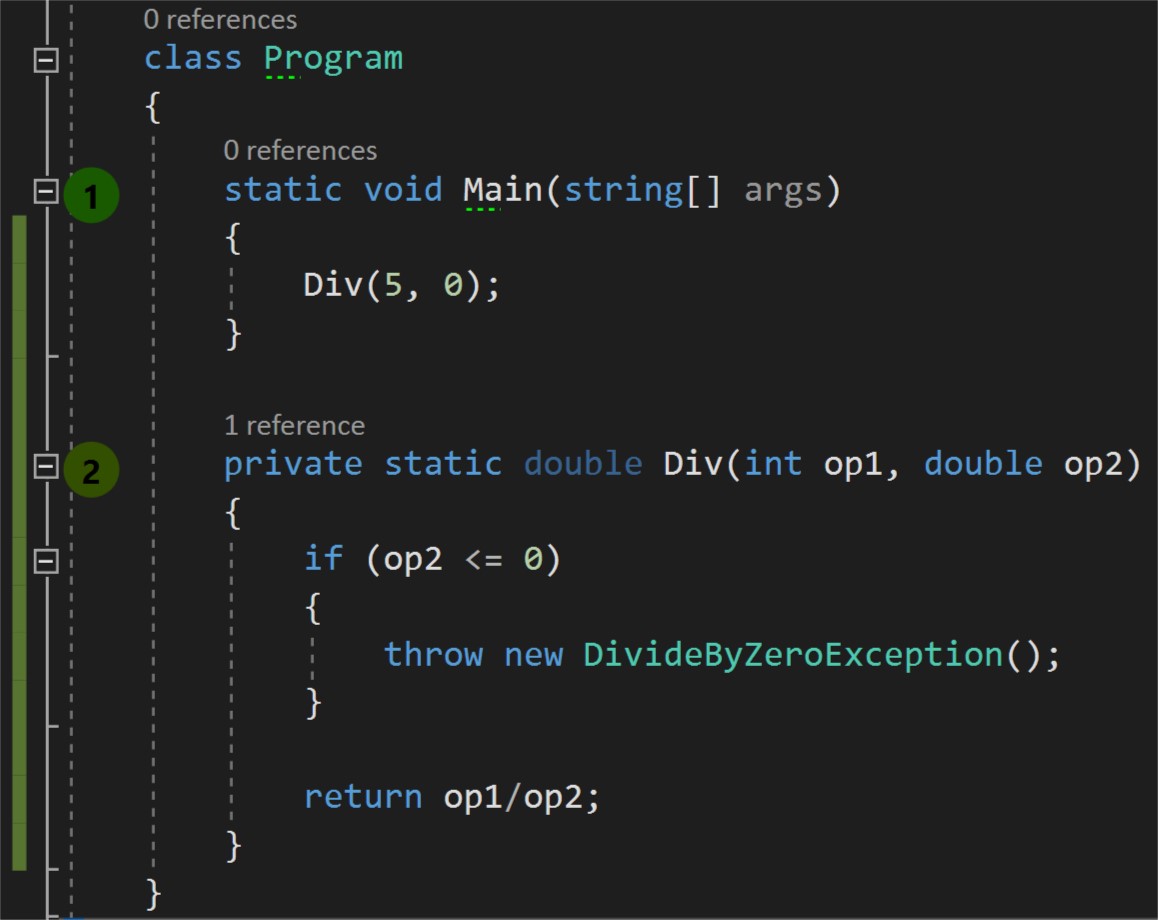 0 references
class Program
{
0 references
1 static void Main(string[] args)
{
Div(5, 0);
}
1 reference
2 private static double Div(int op1, double op2)
{
if (op2 <= 0)
{
throw new DivideByZeroException();
}
return op1/op2;
}
}